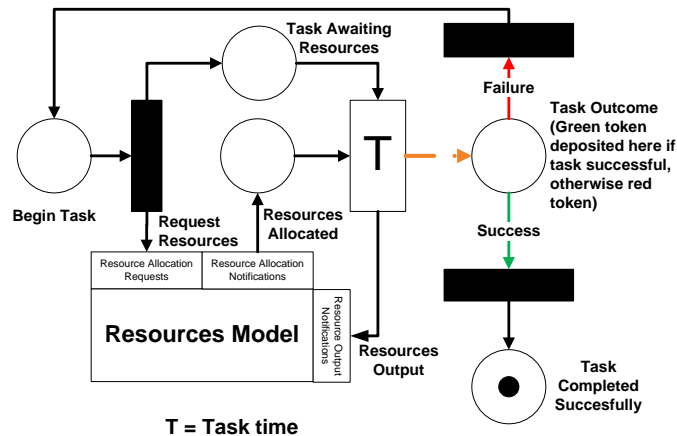 Task Awaiting
Resources
Failure
Task Outcome
(Green token
deposited here if
task successful,
otherwise red
token)
T
Begin Task
Request
Resources
Resources
Allocated
Success
Resource Allocation
Requests
Resource Allocation
Notifications
Resources Model
Resource Output
Notifications
Resources
Output
Task
Completed
Succesfully
T = Task time